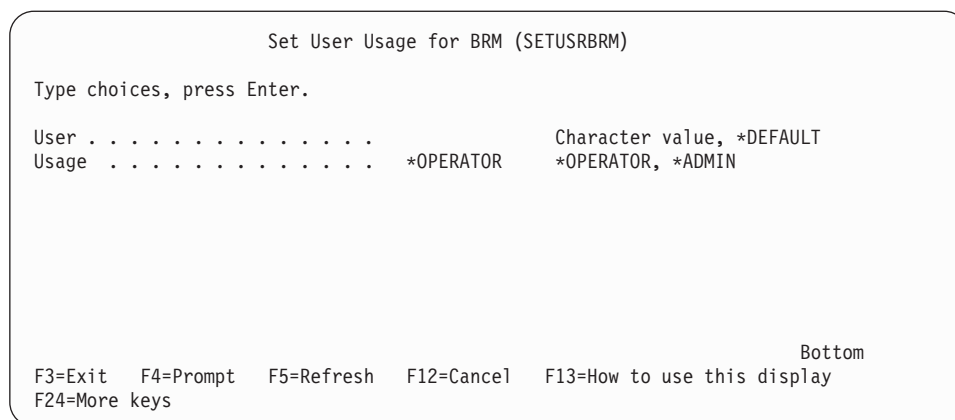 Set User Usage for BRM (SETUSRBRM)
Type choices, press Enter.
User . . . . . . . . . . . . . . Character value, *DEFAULT
Usage . . . . . . . . . . . . . *OPERATOR *OPERATOR, *ADMIN
Bottom
F3=Exit F4=Prompt F5=Refresh F12=Cancel F13=How to use this display
F24=More keys